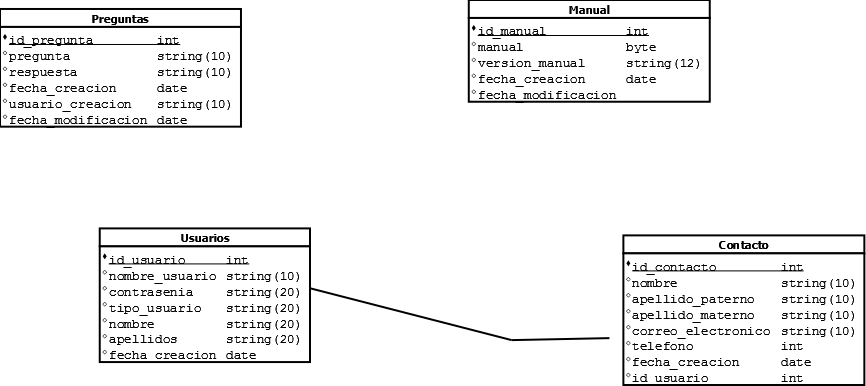 Preguntas
id_pregunta int
pregunta string(10)
respuesta string(10)
fecha_creacion date
usuario_creacion string(10)
fecha_modificacion date
Manual
id_manual int
manual byte
version_manual string(12)
fecha_creacion date
fecha_modificacion
Usuarios
id_usuario int
nombre_usuario string(10)
contrasenia string(20)
tipo_usuario string(20)
nombre string(20)
apellidos string(20)
fecha_creacion date
Contacto
id_contacto int
nombre string(10)
apellido_paterno string(10)
apellido_materno string(10)
correo_electronico string(10)
telefono int
fecha_creacion date
id_usuario int